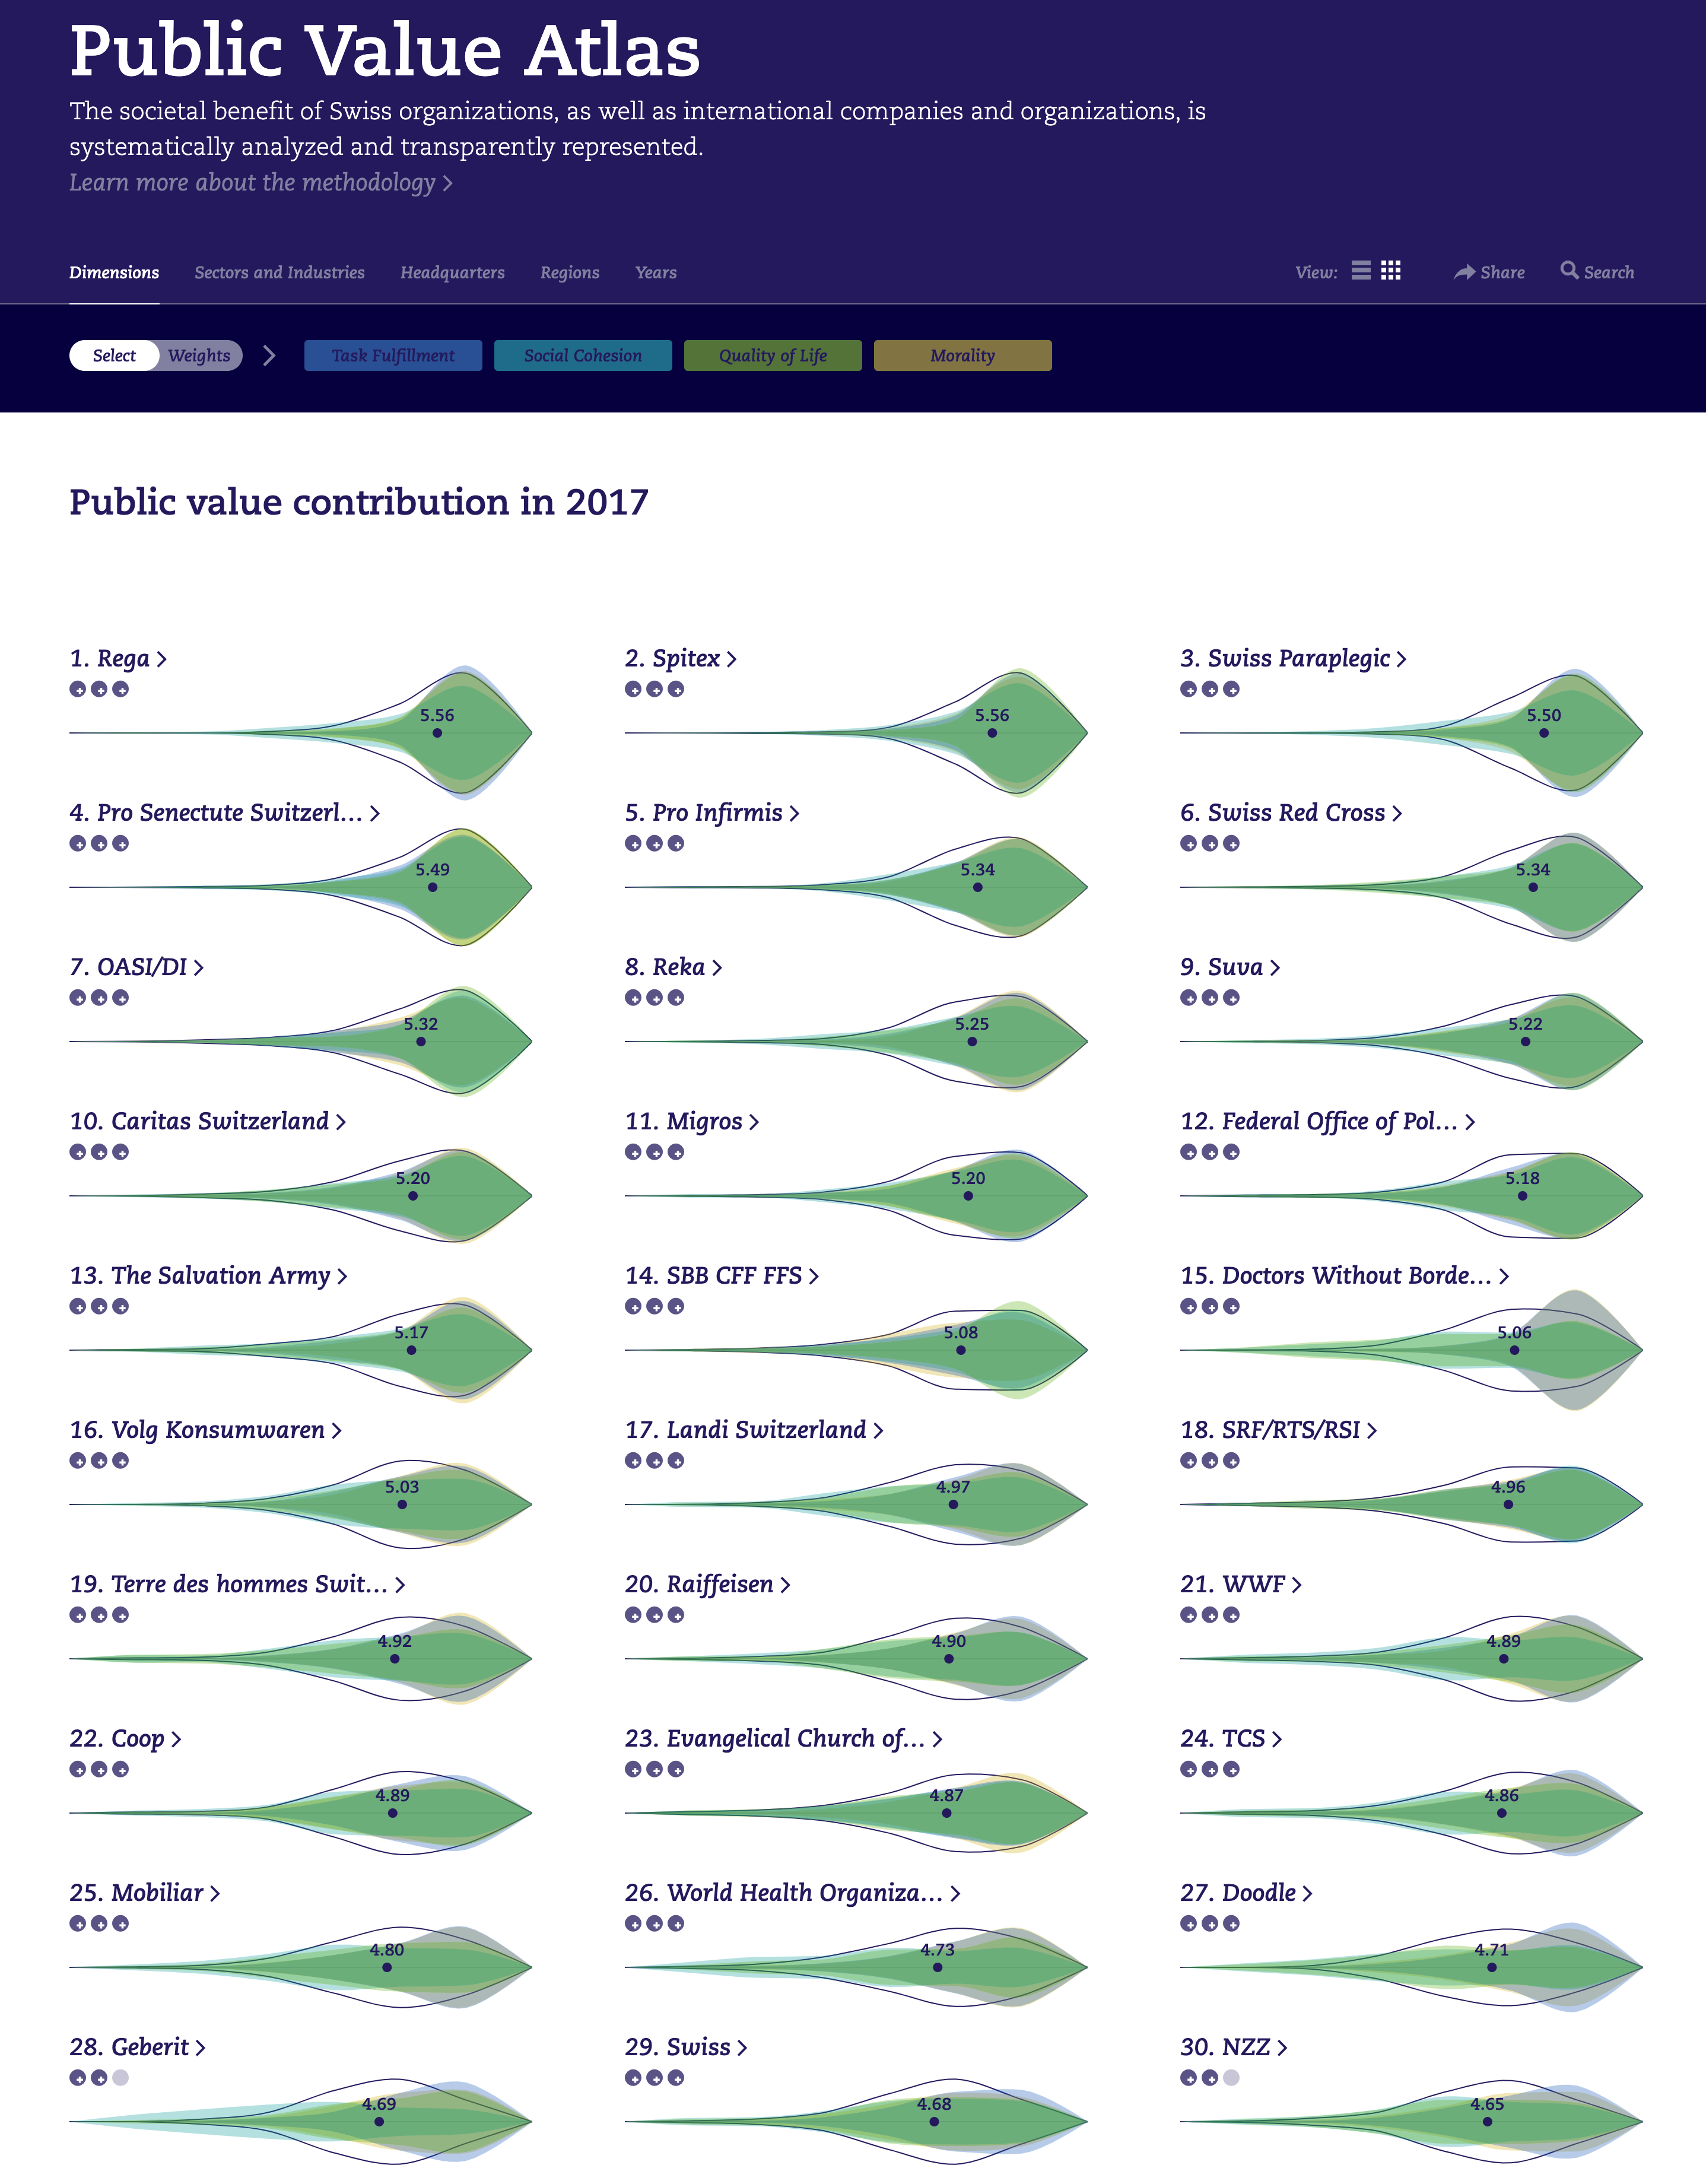 Public Value Atlas
The societal benefit of Swiss organizations, as well as international companies and organizations, is
systematically analyzed and transparently represented.
Learn more about the methodology >
Dimensions Sectors and Industries Headquarters Regions Years View: Share Search
Select Weights > Task Fulfillment Social Cohesion Quality of Life Morality
Public value contribution in 2017
1. Rega >
5.56
2. Spitex >
5.56
3. Swiss Paraplegic >
5.50
4. Pro Senectute Switzerl... >
5.49
5. Pro Infirmis >
5.34
6. Swiss Red Cross >
5.34
7. OASI/DI >
5.32
8. Reka >
5.25
9. Suva >
5.22
10. Caritas Switzerland >
5.20
11. Migros >
5.20
12. Federal Office of Pol... >
5.18
13. The Salvation Army >
5.17
14. SBB CFF FFS >
5.08
15. Doctors Without Borde... >
5.06
16. Volg Konsumwaren >
5.03
17. Landi Switzerland >
4.97
18. SRF/RTS/RSI >
4.96
19. Terre des hommes Swit... >
4.92
20. Raiffeisen >
4.90
21. WWF >
4.89
22. Coop >
4.89
23. Evangelical Church of... >
4.87
24. TCS >
4.86
25. Mobiliar >
4.80
26. World Health Organiza... >
4.73
27. Doodle >
4.71
28. Geberit >
4.69
29. Swiss >
4.68
30. NZZ >
4.65